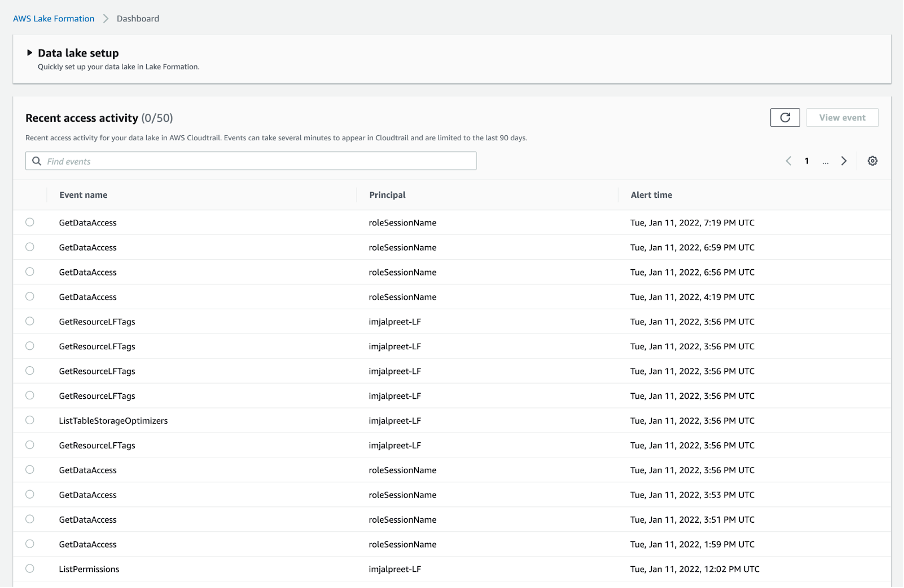 AWS Lake Formation > Dashboard
Data lake setup
Quickly set up your data lake in Lake Formation.
Recent access activity (0/50)
View event
Recent access activity for your data lake in AWS Cloudtrail. Events can take several minutes to appear in Cloudtrail and are limited to the last 90 days.
Find events
1 ...
Event name Principal Alert time
GetDataAccess roleSessionName Tue, Jan 11, 2022, 7:19 PM UTC
GetDataAccess roleSessionName Tue, Jan 11, 2022, 6:59 PM UTC
GetDataAccess roleSessionName Tue, Jan 11, 2022, 6:56 PM UTC
GetDataAccess roleSessionName Tue, Jan 11, 2022, 4:19 PM UTC
GetResourceLFTags imjalpreet-LF Tue, Jan 11, 2022, 3:56 PM UTC
GetResourceLFTags imjalpreet-LF Tue, Jan 11, 2022, 3:56 PM UTC
GetResourceLFTags imjalpreet-LF Tue, Jan 11, 2022, 3:56 PM UTC
GetResourceLFTags imjalpreet-LF Tue, Jan 11, 2022, 3:56 PM UTC
ListTableStorageOptimizers imjalpreet-LF Tue, Jan 11, 2022, 3:56 PM UTC
GetResourceLFTags imjalpreet-LF Tue, Jan 11, 2022, 3:56 PM UTC
GetDataAccess roleSessionName Tue, Jan 11, 2022, 3:56 PM UTC
GetDataAccess roleSessionName Tue, Jan 11, 2022, 3:53 PM UTC
GetDataAccess roleSessionName Tue, Jan 11, 2022, 3:51 PM UTC
GetDataAccess roleSessionName Tue, Jan 11, 2022, 1:59 PM UTC
ListPermissions imjalpreet-LF Tue, Jan 11, 2022, 12:02 PM UTC